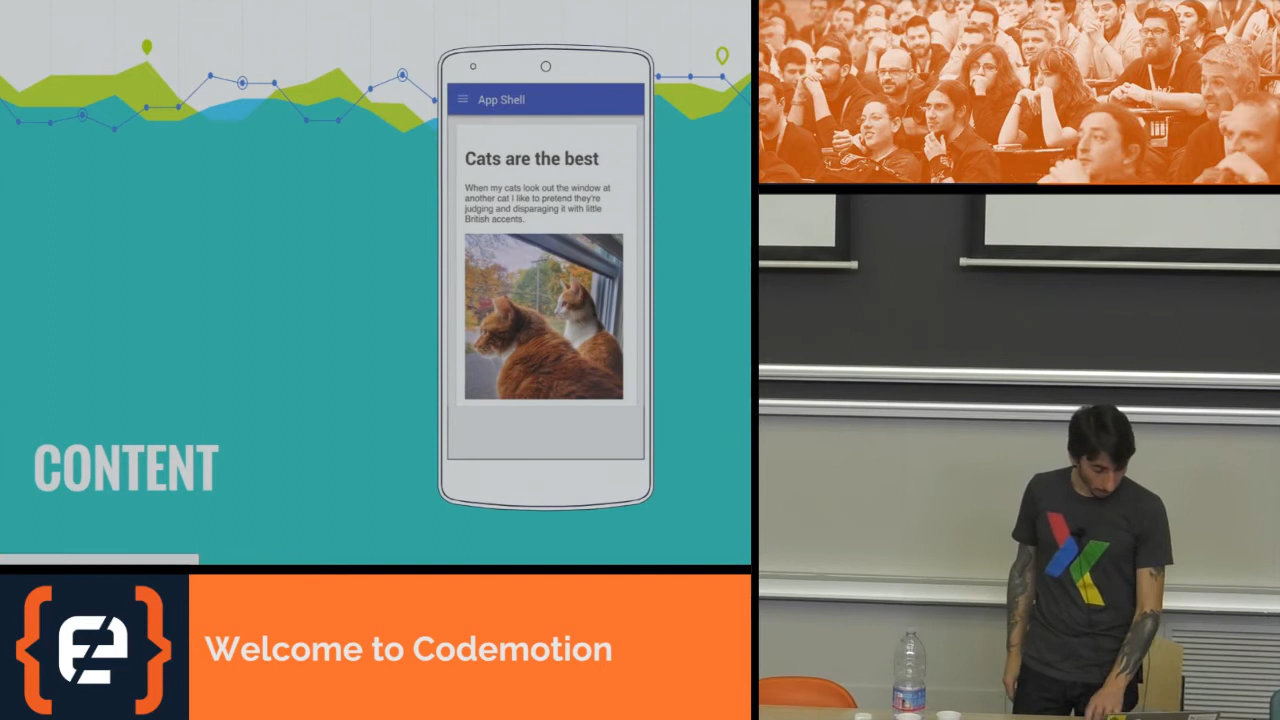 App Shell
Cats are the best
When my cats look out the window at
another cat I like to pretend they're
judging and disparaging it with little
British accents.
CONTENT
Welcome to Codemotion